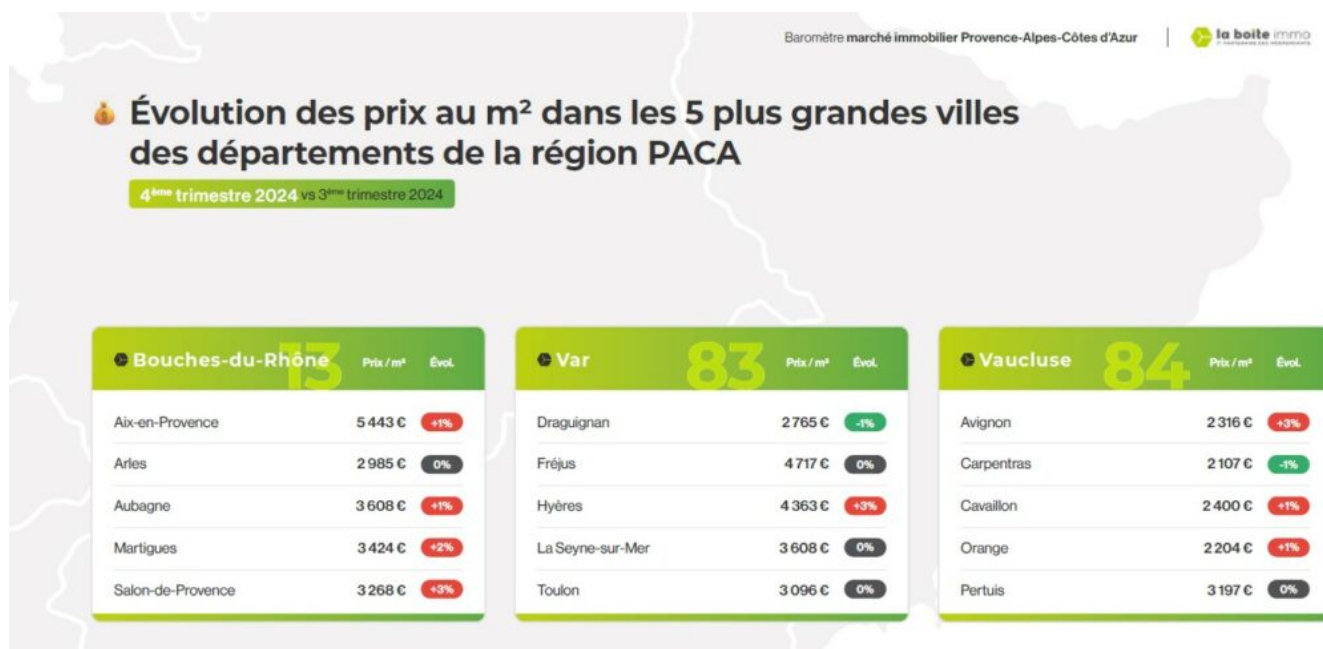 Baromètre marché immobilier Provence-Alpes-Côtes d'Azur
la boite immo
Évolution des prix au m² dans les 5 plus grandes villes
des départements de la région PACA
4ème trimestre 2024 vs 3ème trimestre 2024
Bouches-du-Rhône 13 Prix / m² Évol.
Aix-en-Provence 5 443 € +1%
Arles 2 985 € 0%
Aubagne 3 608 € +1%
Martigues 3 424 € +2%
Salon-de-Provence 3 268 € +3%
Var 83 Prix / m² Évol.
Draguignan 2 765 € -1%
Fréjus 4 717 € 0%
Hyères 4 363 € +3%
La Seyne-sur-Mer 3 608 € 0%
Toulon 3 096 € 0%
Vaucluse 84 Prix / m² Évol.
Avignon 2 316 € +3%
Carpentras 2 107 € -1%
Cavaillon 2 400 € +1%
Orange 2 204 € +1%
Pertuis 3 197 € 0%